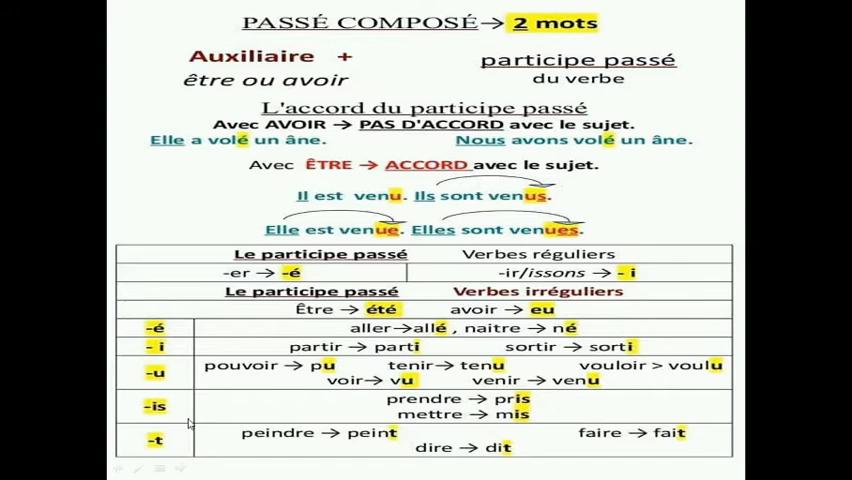 PASSÉ COMPOSÉ→ 2 mots
Auxiliaire + participe passé
être ou avoir du verbe
L'accord du participe passé
Avec AVOIR → PAS D'ACCORD avec le sujet.
Elle a volé un âne. Nous avons volé un âne.
Avec ÊTRE → ACCORD avec le sujet.
Il est venu. Ils sont venus.
Elle est venue. Elles sont venues.
Le participe passé Verbes réguliers
-er → -é -ir/issons → - i
Le participe passé Verbes irréguliers
Être → été avoir → eu
-é aller→allé , naitre → né
- i partir → parti sortir → sorti
-u pouvoir → pu tenir→ tenu vouloir > voulu
voir→ vu venir → venu
-is prendre → pris
mettre → mis
-t peindre → peint faire → fait
dire → dit